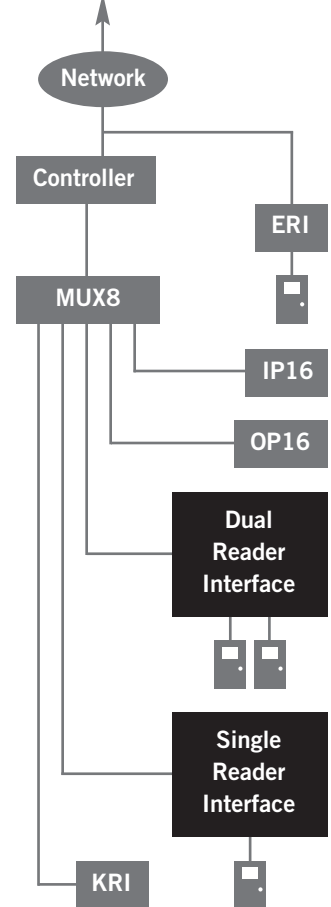 Network
Controller
ERI
MUX8
IP16
OP16
Dual
Reader
Interface
Single
Reader
Interface
KRI